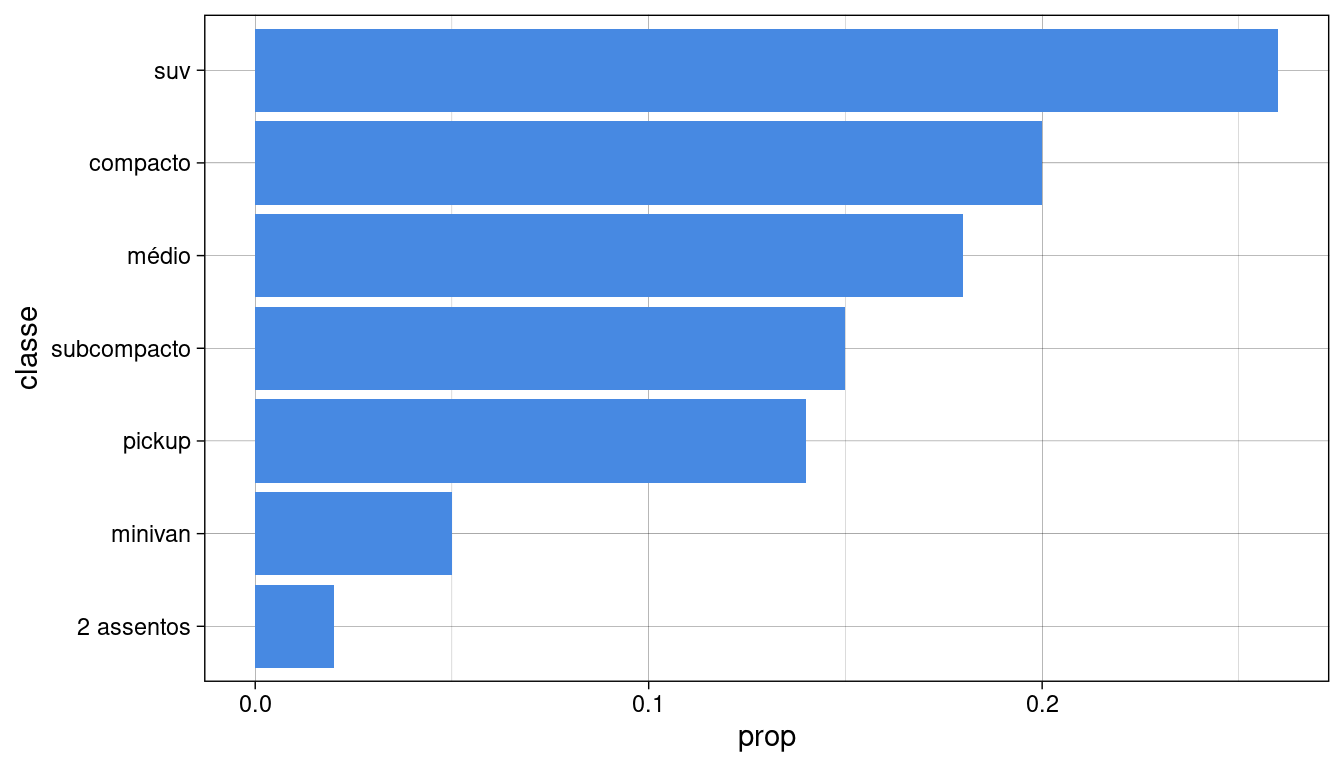 suv
compacto
médio
subcompacto
pickup
minivan
2 assentos
classe
0.0
0.1
0.2
prop